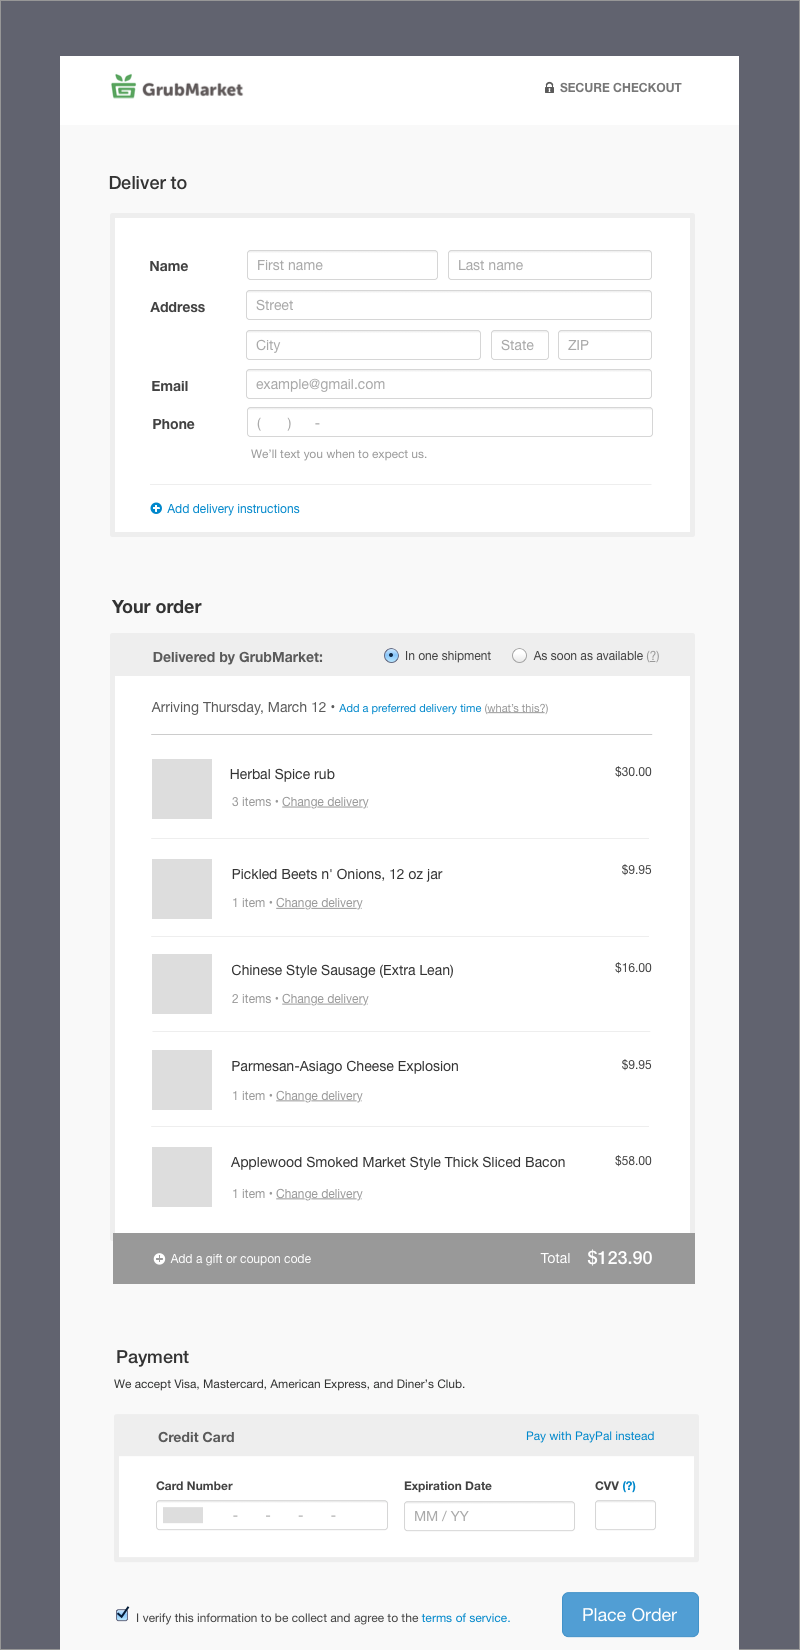 GrubMarket
SECURE CHECKOUT
Deliver to
Name First name Last name
Address Street
City State ZIP
Email example@gmail.com
Phone ( ) -
We'll text you when to expect us.
Add delivery instructions
Your order
Delivered by GrubMarket: In one shipment As soon as available (?)
Arriving Thursday, March 12 • Add a preferred delivery time (what's this?)
Herbal Spice rub $30.00
3 items • Change delivery
Pickled Beets n' Onions, 12 oz jar $9.95
1 item • Change delivery
Chinese Style Sausage (Extra Lean) $16.00
2 items • Change delivery
Parmesan-Asiago Cheese Explosion $9.95
1 item • Change delivery
Applewood Smoked Market Style Thick Sliced Bacon $58.00
1 item • Change delivery
Add a gift or coupon code Total $123.90
Payment
We accept Visa, Mastercard, American Express, and Diner's Club.
Credit Card Pay with PayPal instead
Card Number Expiration Date CVV (?)
- - - - MM / YY
I verify this information to be collect and agree to the terms of service.
Place Order